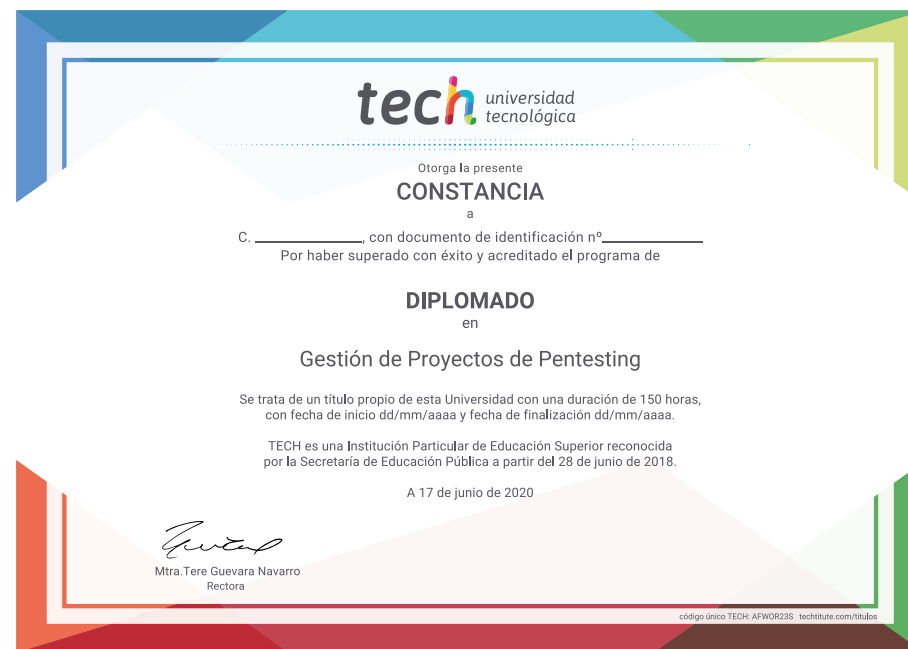 tech universidad
tecnológica
Otorga la presente
CONSTANCIA
a
C. ____________, con documento de identificación nº____________
Por haber superado con éxito y acreditado el programa de
DIPLOMADO
en
Gestión de Proyectos de Pentesting
Se trata de un título propio de esta Universidad con una duración de 150 horas,
con fecha de inicio dd/mm/aaaa y fecha de finalización dd/mm/aaaa.
TECH es una Institución Particular de Educación Superior reconocida
por la Secretaría de Educación Pública a partir del 28 de junio de 2018.
A 17 de junio de 2020
Mtra.Tere Guevara Navarro
Rectora
código único TECH: AFWOR23S techtitute.com/titulos